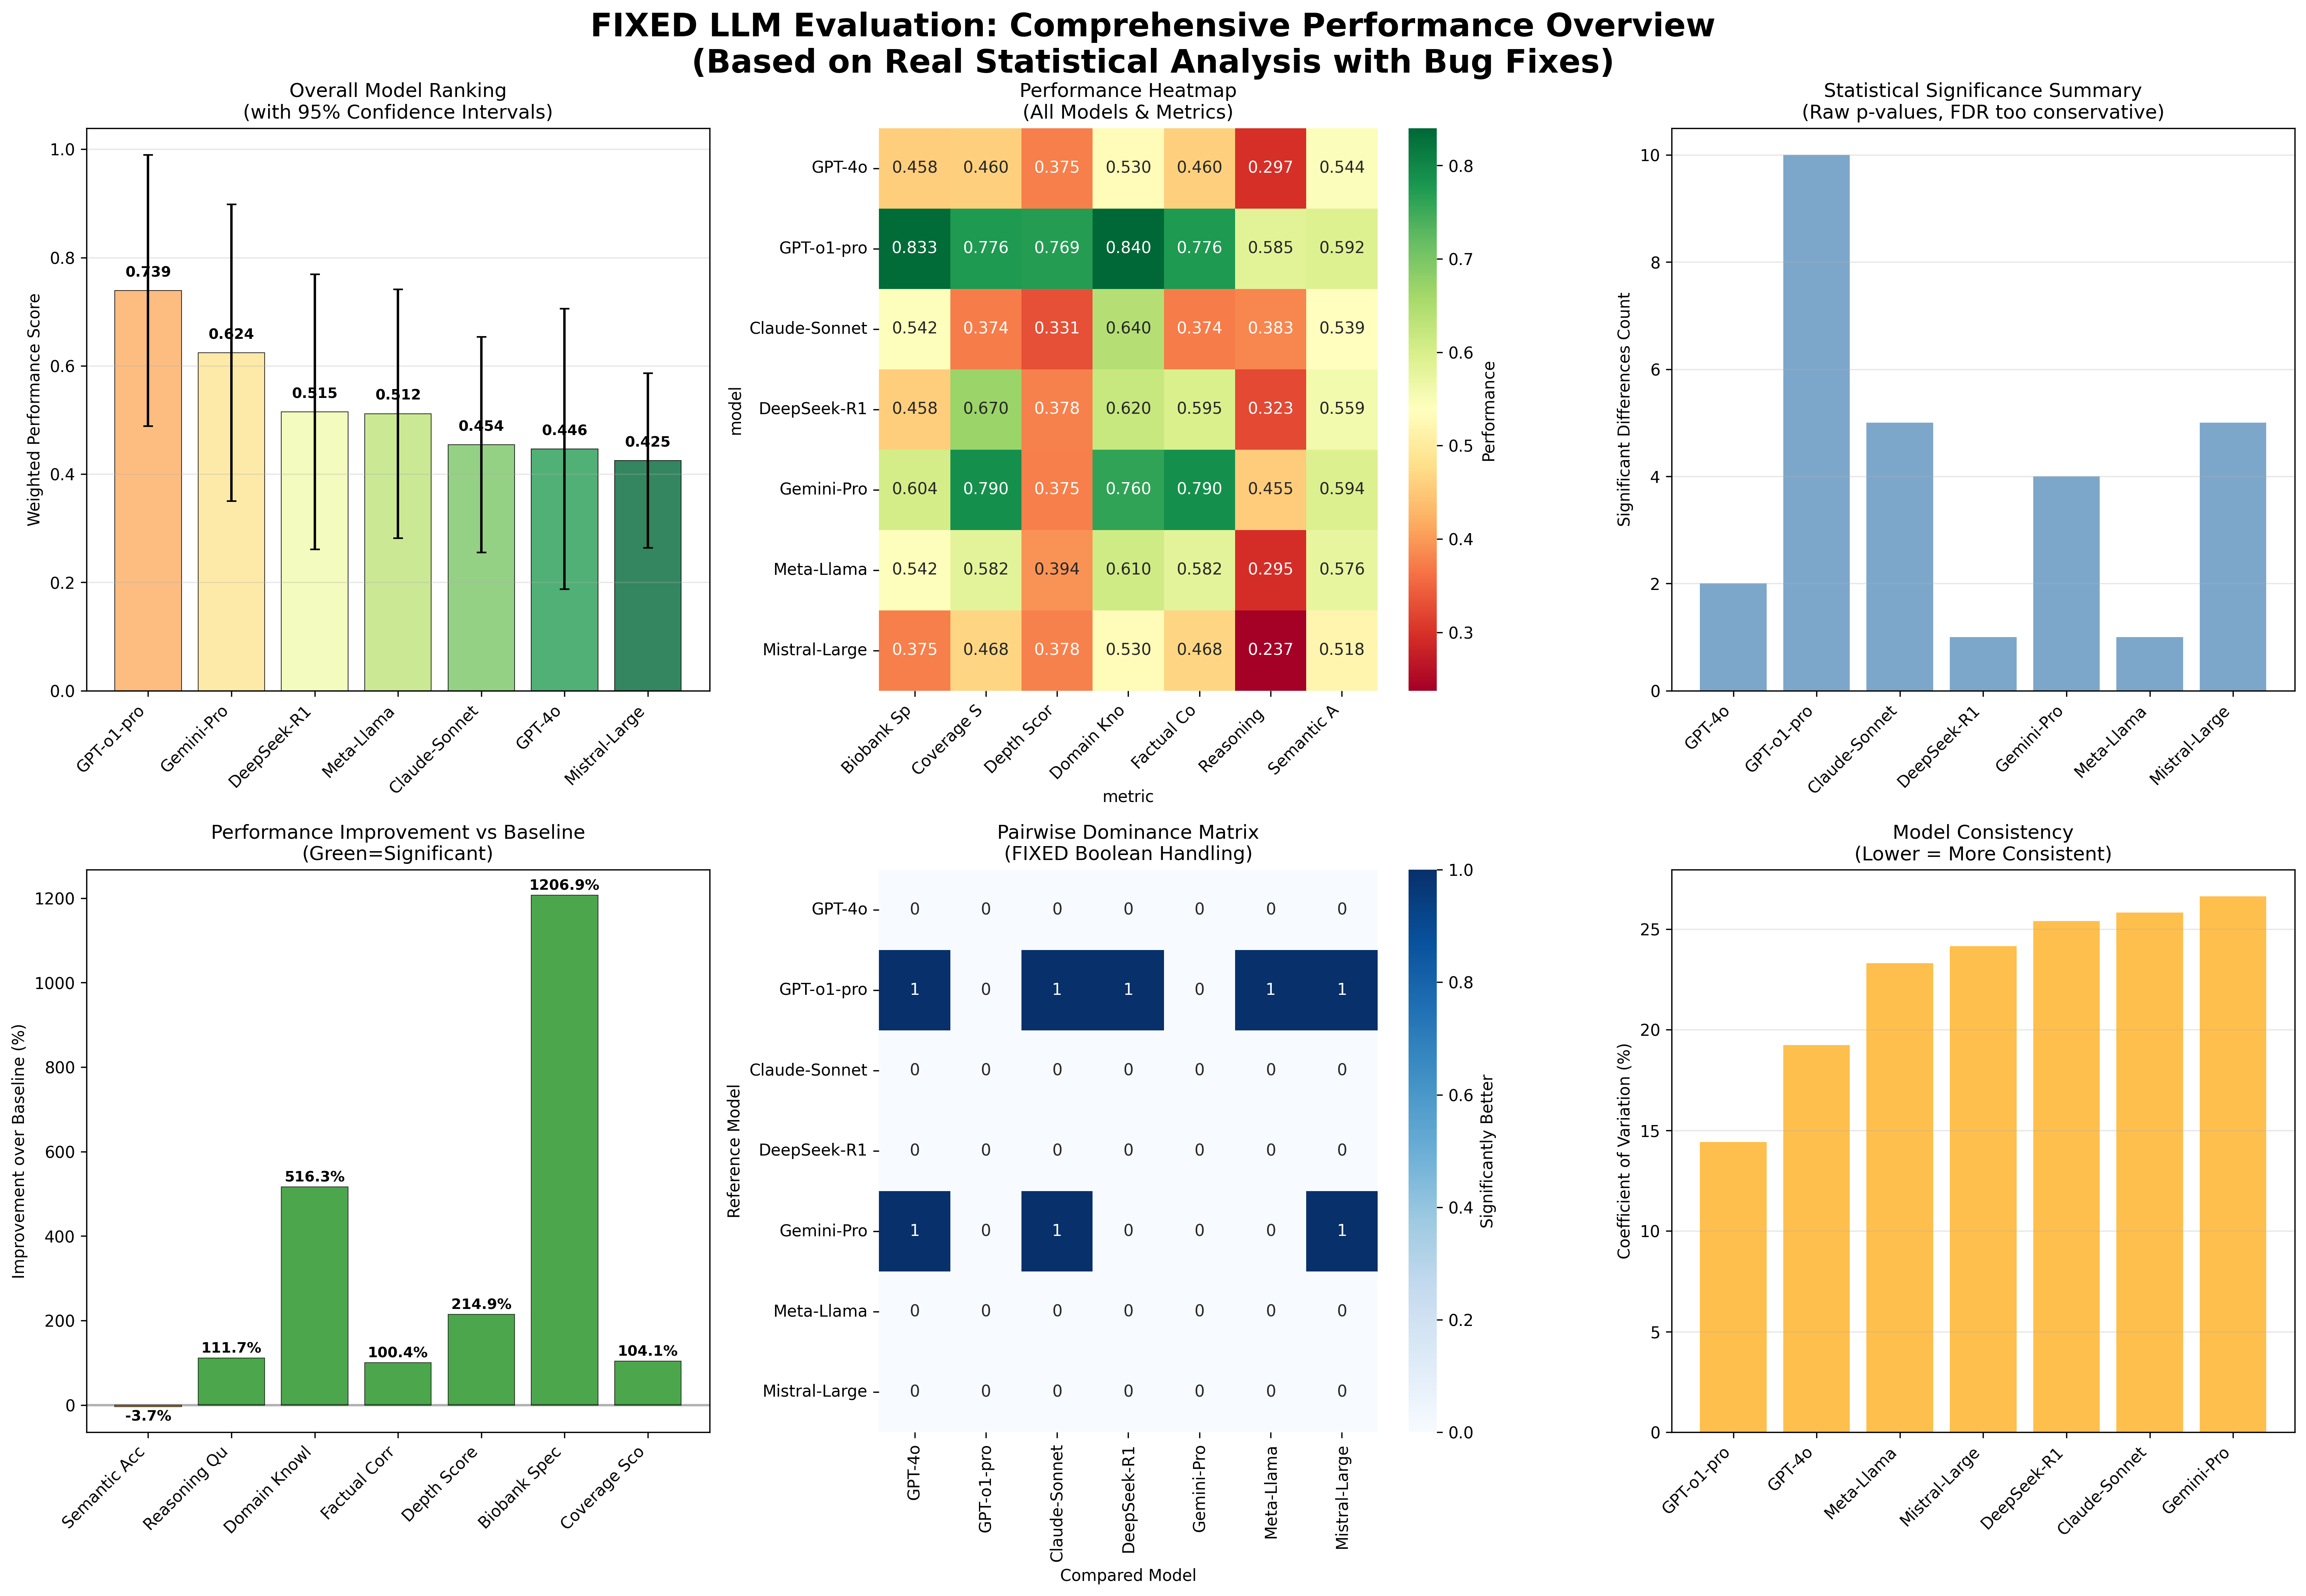 FIXED LLM Evaluation: Comprehensive Performance Overview
(Based on Real Statistical Analysis with Bug Fixes)
Overall Model Ranking
(with 95% Confidence Intervals)
Weighted Performance Score
1.0
0.8
0.6
0.4
0.2
0.0
0.739
0.624
0.515
0.512
0.454
0.446
0.425
GPT-o1-pro
Gemini-Pro
DeepSeek-R1
Meta-Llama
Claude-Sonnet
GPT-4o
Mistral-Large
Performance Heatmap
(All Models & Metrics)
model
GPT-4o 0.458 0.460 0.375 0.530 0.460 0.297 0.544
GPT-o1-pro 0.833 0.776 0.769 0.840 0.776 0.585 0.592
Claude-Sonnet 0.542 0.374 0.331 0.640 0.374 0.383 0.539
DeepSeek-R1 0.458 0.670 0.378 0.620 0.595 0.323 0.559
Gemini-Pro 0.604 0.790 0.375 0.760 0.790 0.455 0.594
Meta-Llama 0.542 0.582 0.394 0.610 0.582 0.295 0.576
Mistral-Large 0.375 0.468 0.378 0.530 0.468 0.237 0.518
Biobank Sp
Coverage S
Depth Scor
Domain Kno
Factual Co
Reasoning
Semantic A
metric
0.8
0.7
0.6
0.5
0.4
0.3
Performance
Statistical Significance Summary
(Raw p-values, FDR too conservative)
Significant Differences Count
10
8
6
4
2
0
GPT-4o
GPT-o1-pro
Claude-Sonnet
DeepSeek-R1
Gemini-Pro
Meta-Llama
Mistral-Large
Performance Improvement vs Baseline
(Green=Significant)
Improvement over Baseline (%)
1200
1000
800
600
400
200
0
-3.7%
111.7%
516.3%
100.4%
214.9%
1206.9%
104.1%
Semantic Acc
Reasoning Qu
Domain Knowl
Factual Corr
Depth Score
Biobank Spec
Coverage Sco
Pairwise Dominance Matrix
(FIXED Boolean Handling)
Reference Model
GPT-4o 0 0 0 0 0 0 0
GPT-o1-pro 1 0 1 1 0 1 1
Claude-Sonnet 0 0 0 0 0 0 0
DeepSeek-R1 0 0 0 0 0 0 0
Gemini-Pro 1 0 1 0 0 0 1
Meta-Llama 0 0 0 0 0 0 0
Mistral-Large 0 0 0 0 0 0 0
GPT-4o
GPT-o1-pro
Claude-Sonnet
DeepSeek-R1
Gemini-Pro
Meta-Llama
Mistral-Large
Compared Model
1.0
0.8
0.6
0.4
0.2
0.0
Significantly Better
Model Consistency
(Lower = More Consistent)
Coefficient of Variation (%)
25
20
15
10
5
0
GPT-o1-pro
GPT-4o
Meta-Llama
Mistral-Large
DeepSeek-R1
Claude-Sonnet
Gemini-Pro